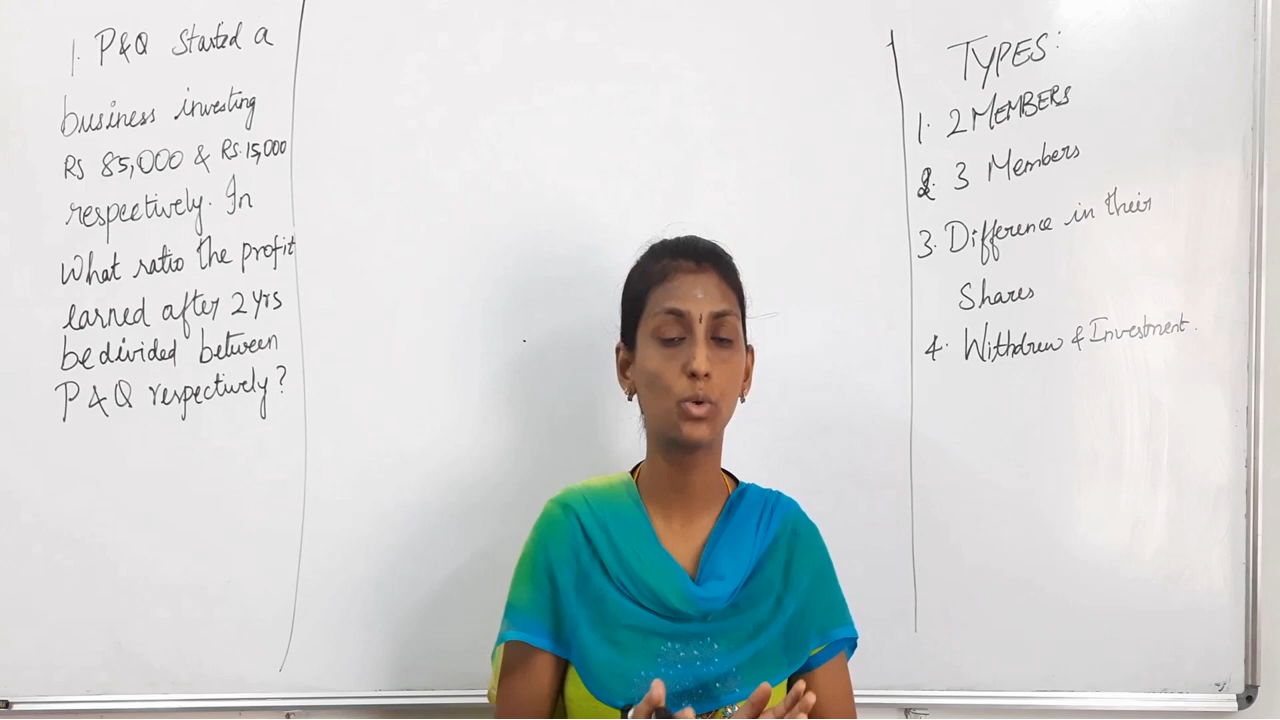 1. P&Q Started a
business investing
Rs 85,000 & Rs.15,000
respectively. In
what ratio the profit
earned after 2 yrs
be divided between
P & Q respectively?
TYPES:
1. 2 MEMBERS
2. 3 Members
3. Difference in their
Shares
4. Withdrew & Investment.